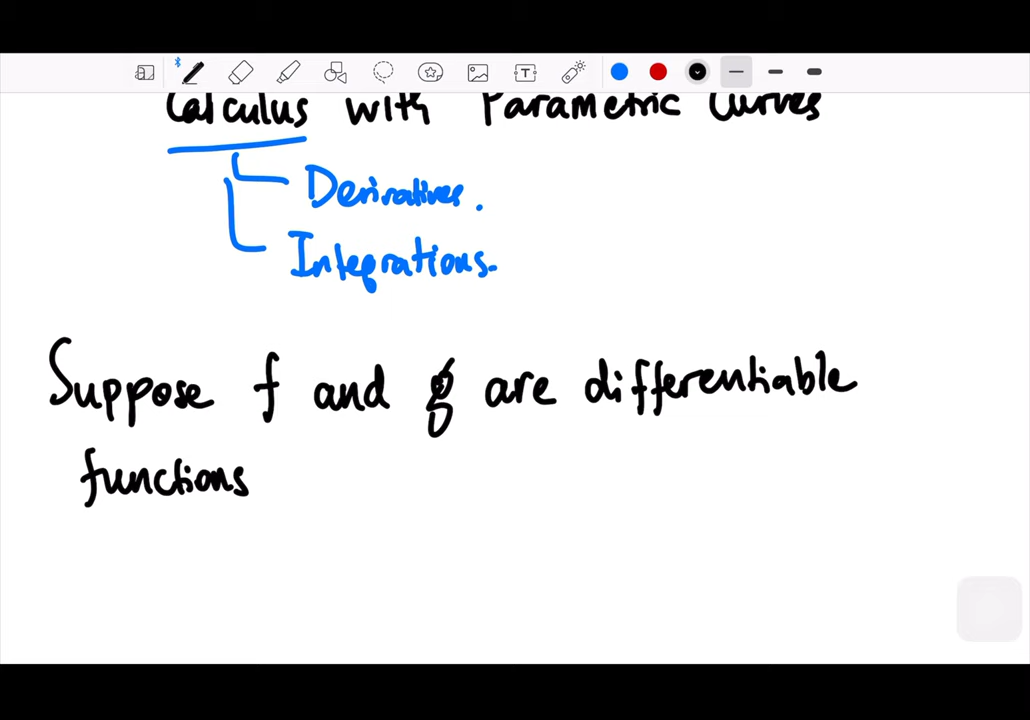 Calculus with Parametric Curves
Derivatives.
Integrations.
Suppose f and g are differentiable
functions